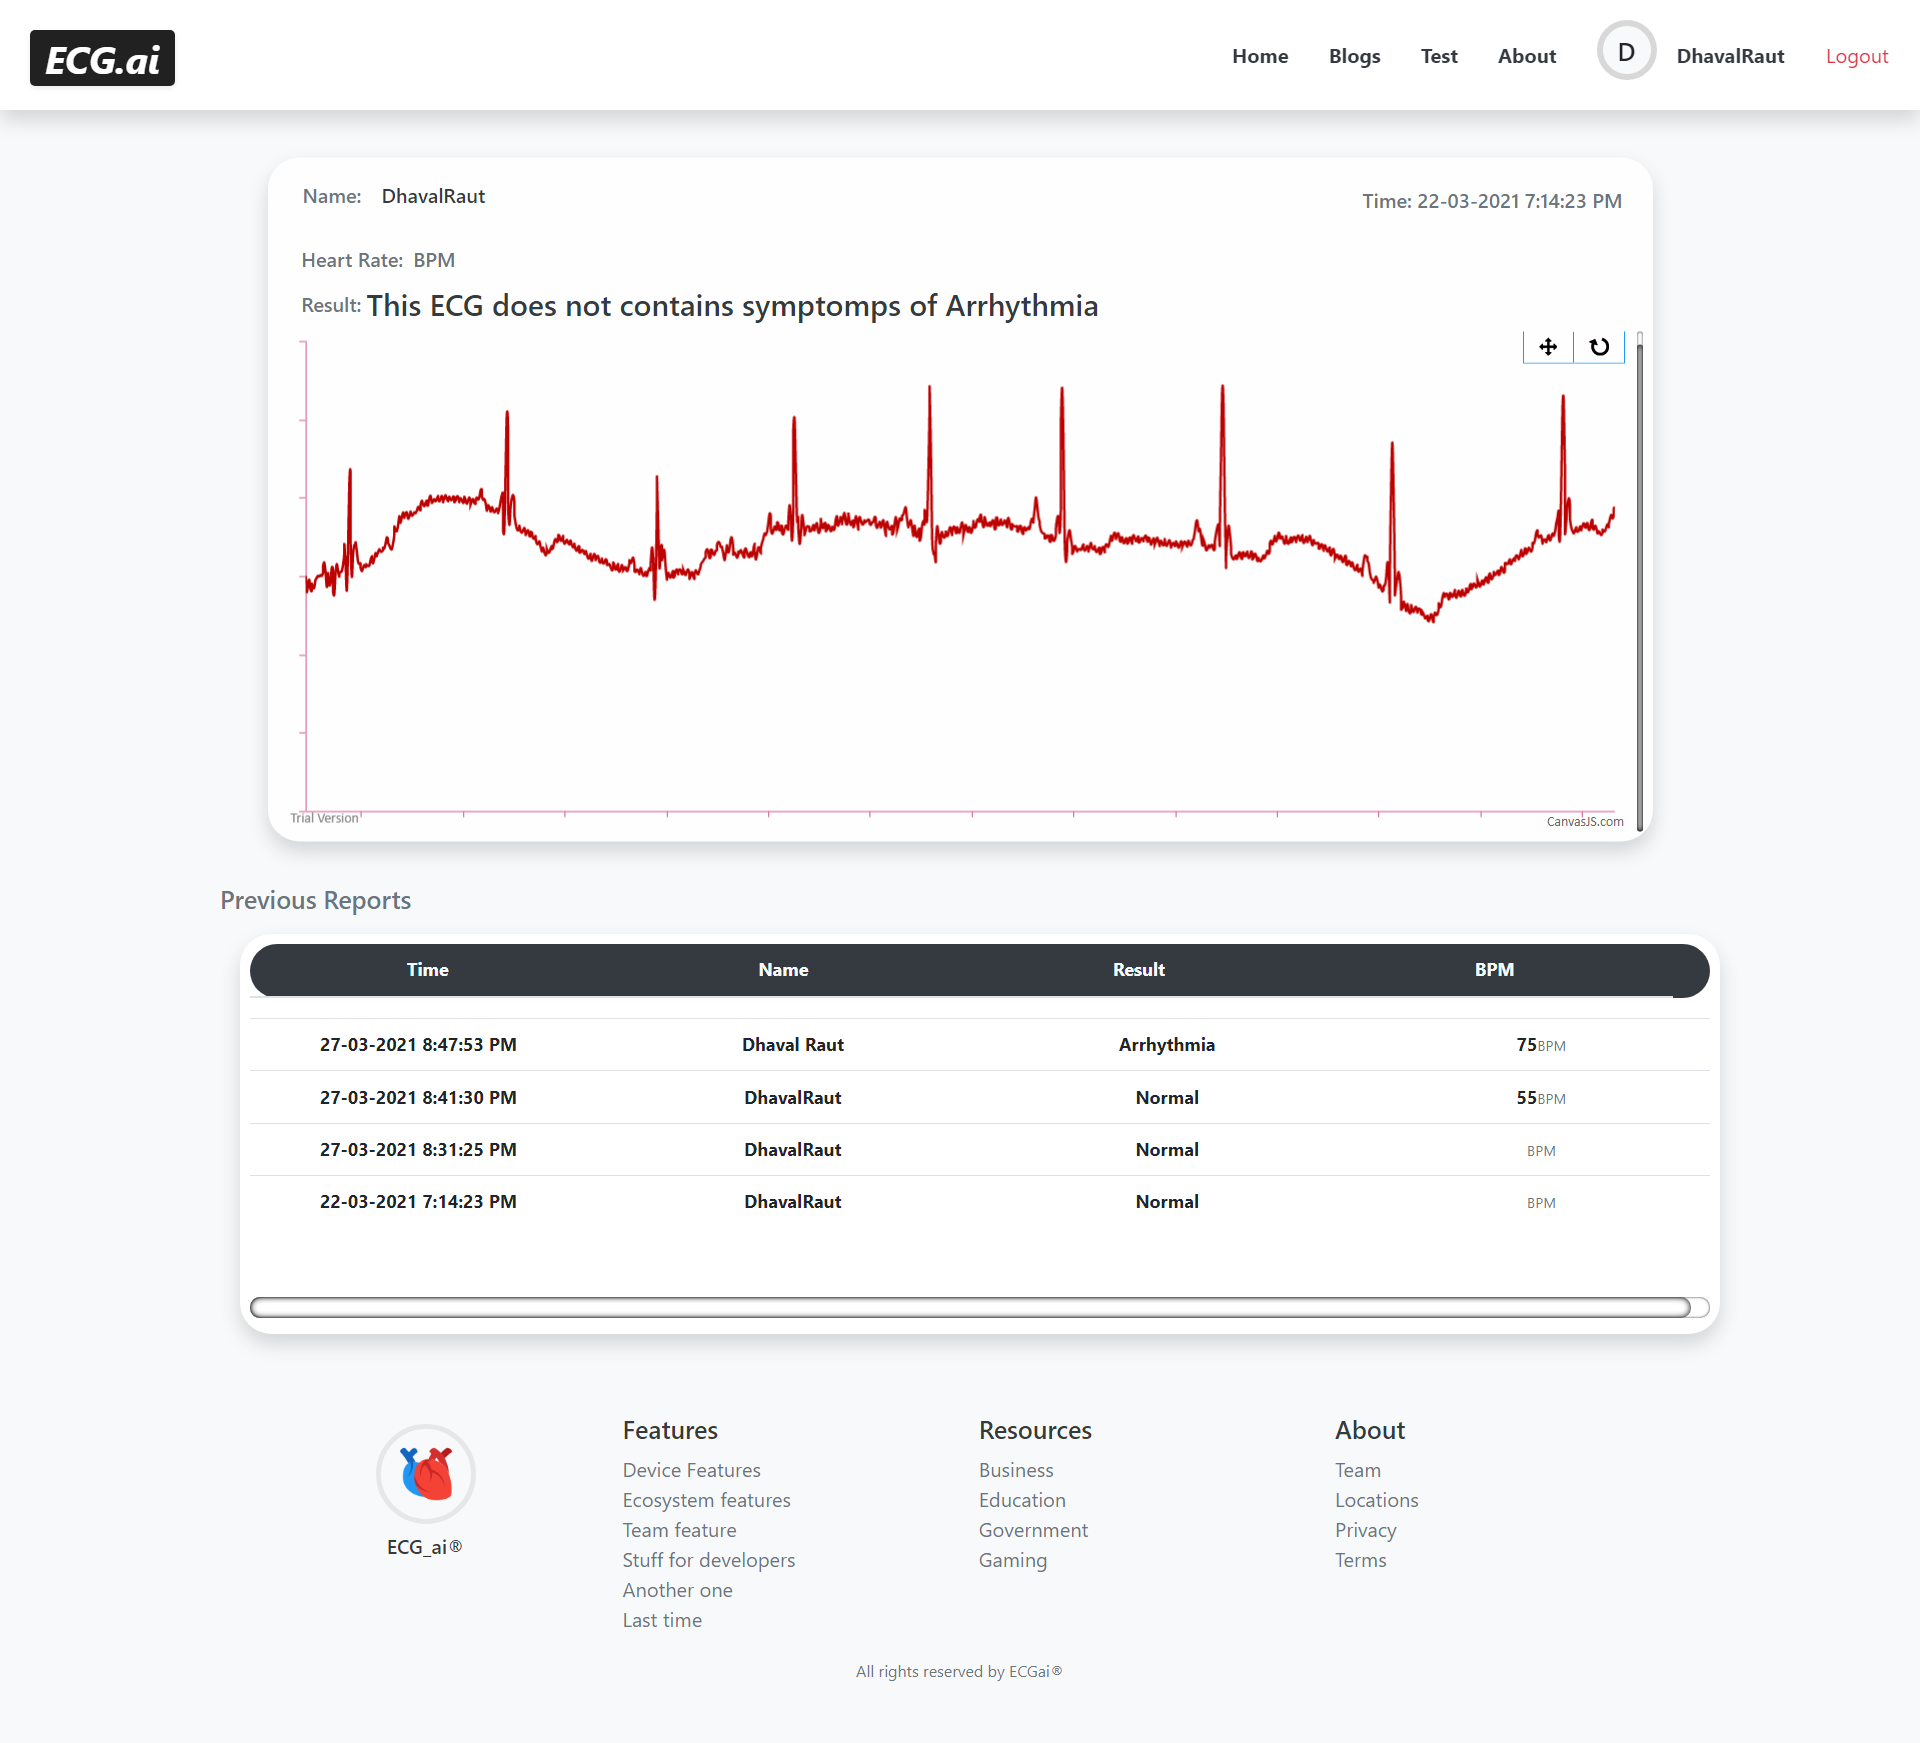 ECG.ai
Home Blogs Test About D DhavalRaut Logout
Name: DhavalRaut
Time: 22-03-2021 7:14:23 PM
Heart Rate: BPM
Result: This ECG does not contains symptomps of Arrhythmia
Trial Version
CanvasJS.com
Previous Reports
Time Name Result BPM
27-03-2021 8:47:53 PM Dhaval Raut Arrhythmia 75BPM
27-03-2021 8:41:30 PM DhavalRaut Normal 55BPM
27-03-2021 8:31:25 PM DhavalRaut Normal BPM
22-03-2021 7:14:23 PM DhavalRaut Normal BPM
ECG_ai®
Features
Device Features
Ecosystem features
Team feature
Stuff for developers
Another one
Last time
Resources
Business
Education
Government
Gaming
About
Team
Locations
Privacy
Terms
All rights reserved by ECGai®